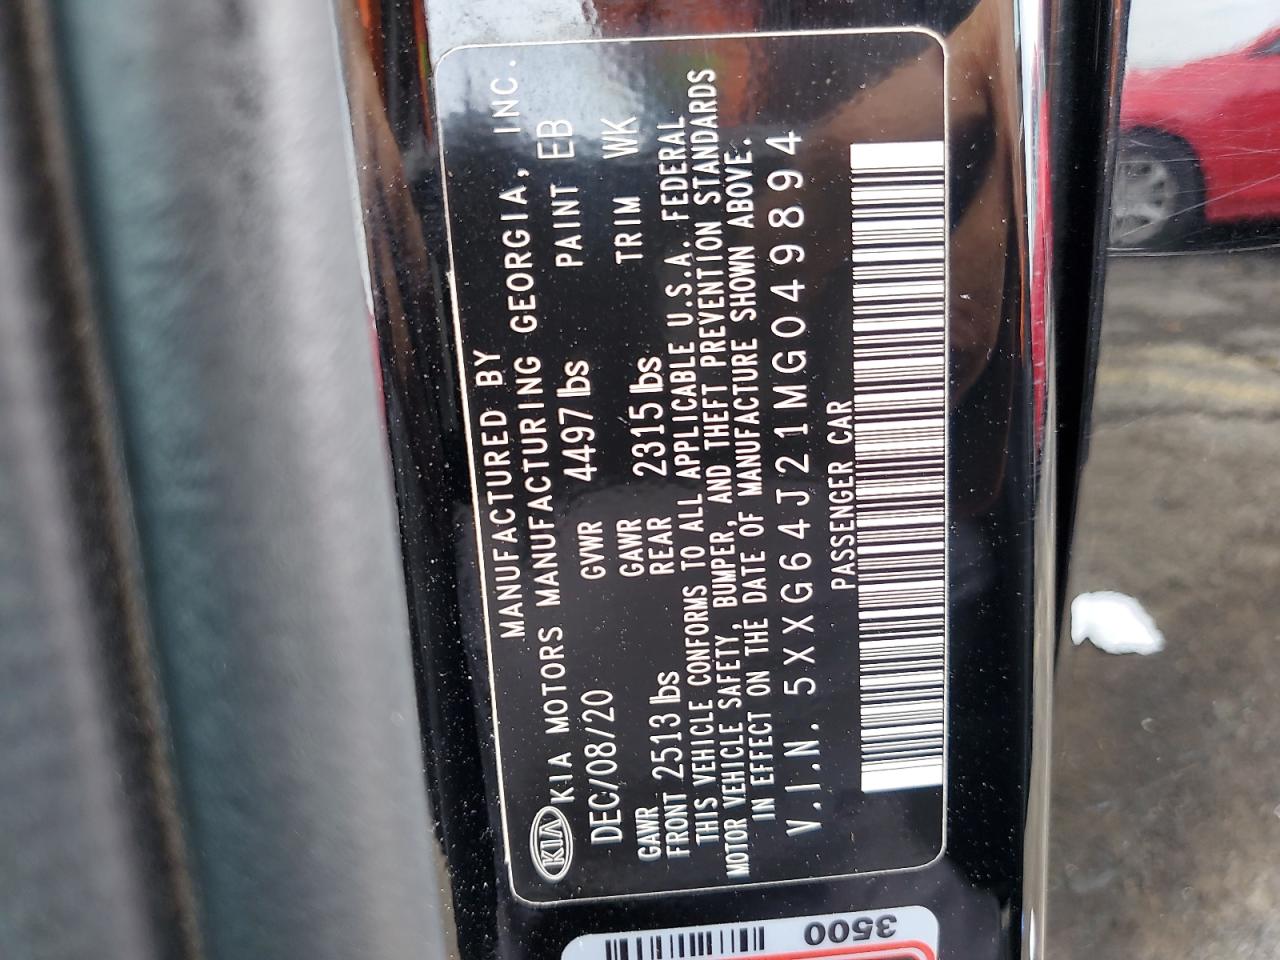 MANUFACTURED BY
KIA KIA MOTORS MANUFACTURING GEORGIA, INC.
DEC/08/20 GVWR 4497 lbs PAINT EB
GAWR FRONT 2513 lbs GAWR REAR 2315 lbs TRIM WK
THIS VEHICLE CONFORMS TO ALL APPLICABLE U.S.A. FEDERAL
MOTOR VEHICLE SAFETY, BUMPER, AND THEFT PREVENTION STANDARDS
IN EFFECT ON THE DATE OF MANUFACTURE SHOWN ABOVE.
V.I.N. 5XXG64J21MG049894
PASSENGER CAR
3500